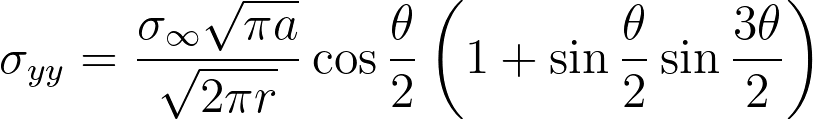 σ_{yy} = \frac{σ_∞ \sqrt{πa}}{\sqrt{2πr}} \cos \frac{θ}{2} \left( 1 + \sin \frac{θ}{2} \sin \frac{3θ}{2} \right)